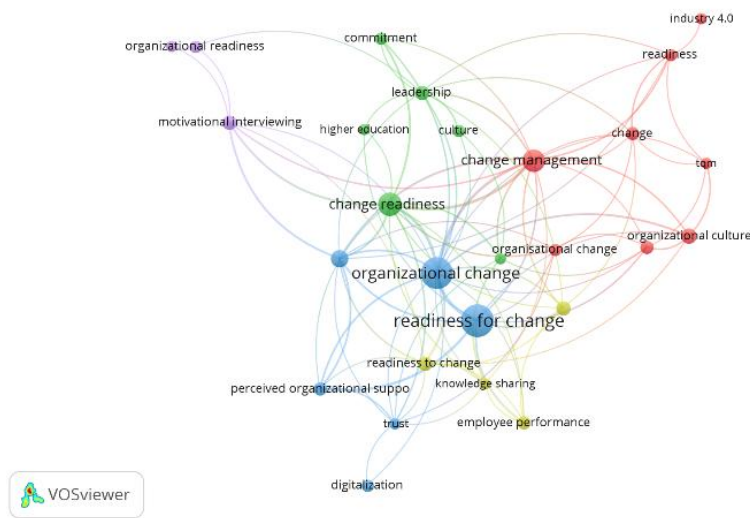 industry 4.0
commitment
organizational readiness
readiness
leadership
motivational interviewing
higher education
culture
change
change management
tqm
change readiness
organizational culture
organisational change
organizational change
readiness for change
readiness to change
knowledge sharing
perceived organizational suppo
trust
employee performance
digitalization
VOSviewer